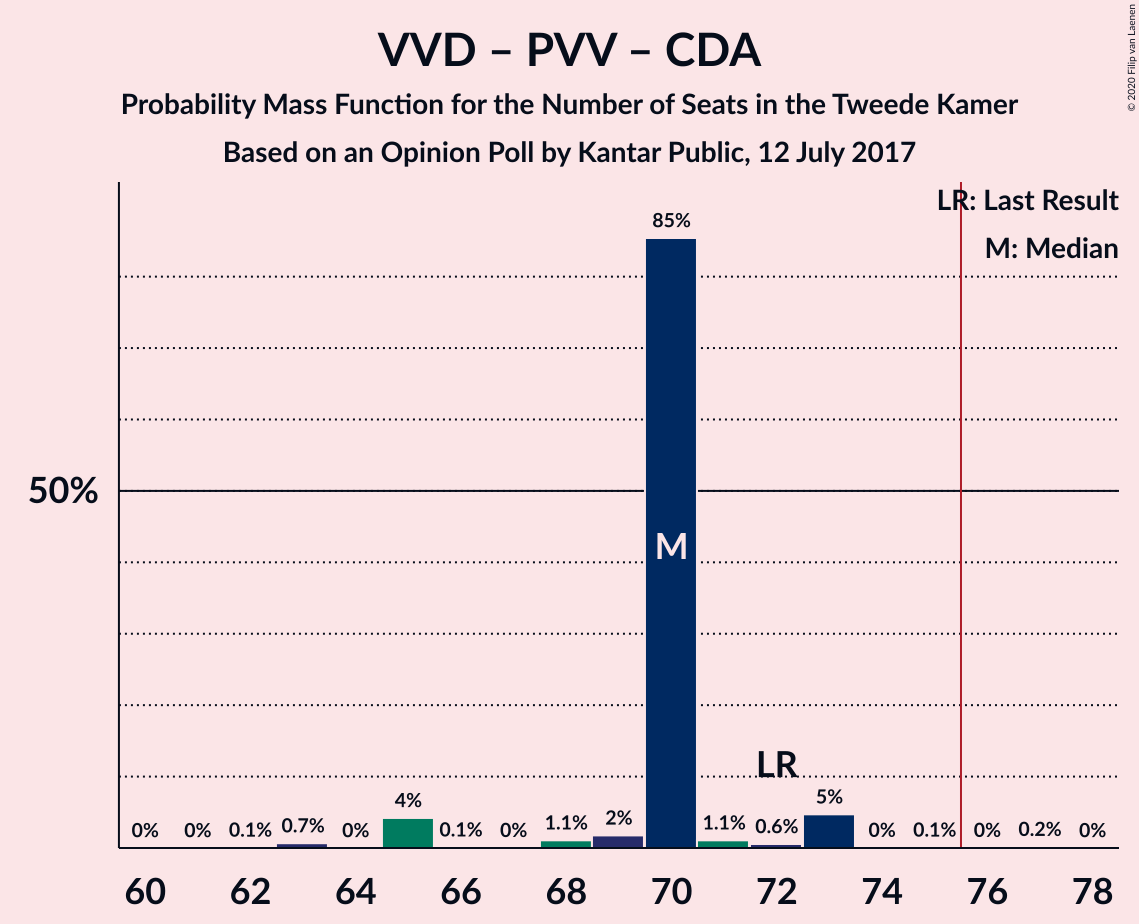 VVD – PVV – CDA
Probability Mass Function for the Number of Seats in the Tweede Kamer
Based on an Opinion Poll by Kantar Public, 12 July 2017
© 2020 Filip van Laenen
LR: Last Result
M: Median
85%
50%
M
LR
0% 0% 0.1% 0.7% 0% 4% 0.1% 0% 1.1% 2% 1.1% 0.6% 5% 0% 0.1% 0% 0.2% 0%
60 62 64 66 68 70 72 74 76 78